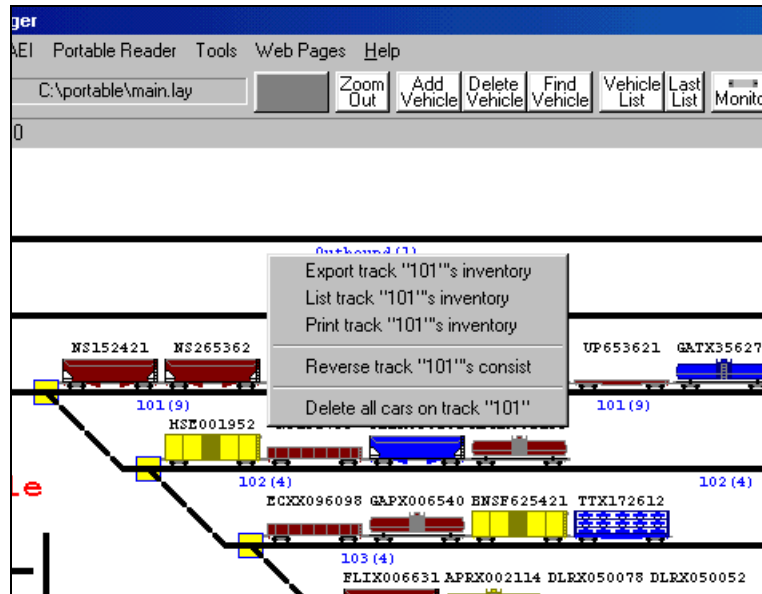 ger
AEI Portable Reader Tools Web Pages Help
C:\portable\main.lay
Zoom Out
Add Vehicle
Delete Vehicle
Find Vehicle
Vehicle List
Last List
Monito
0
Outbound(1)
Export track "101"'s inventory
List track "101"'s inventory
Print track "101"'s inventory
Reverse track "101"'s consist
Delete all cars on track "101"
NS152421 NS265362 UP653621 GATX35627
101(9) 101(9)
HSE001952
102(4) 102(4)
le
ECXX096098 GAPX006540 BNSF625421 TTX172612
103(4)
FLIX006631 APRX002114 DLRX050078 DLRX050052